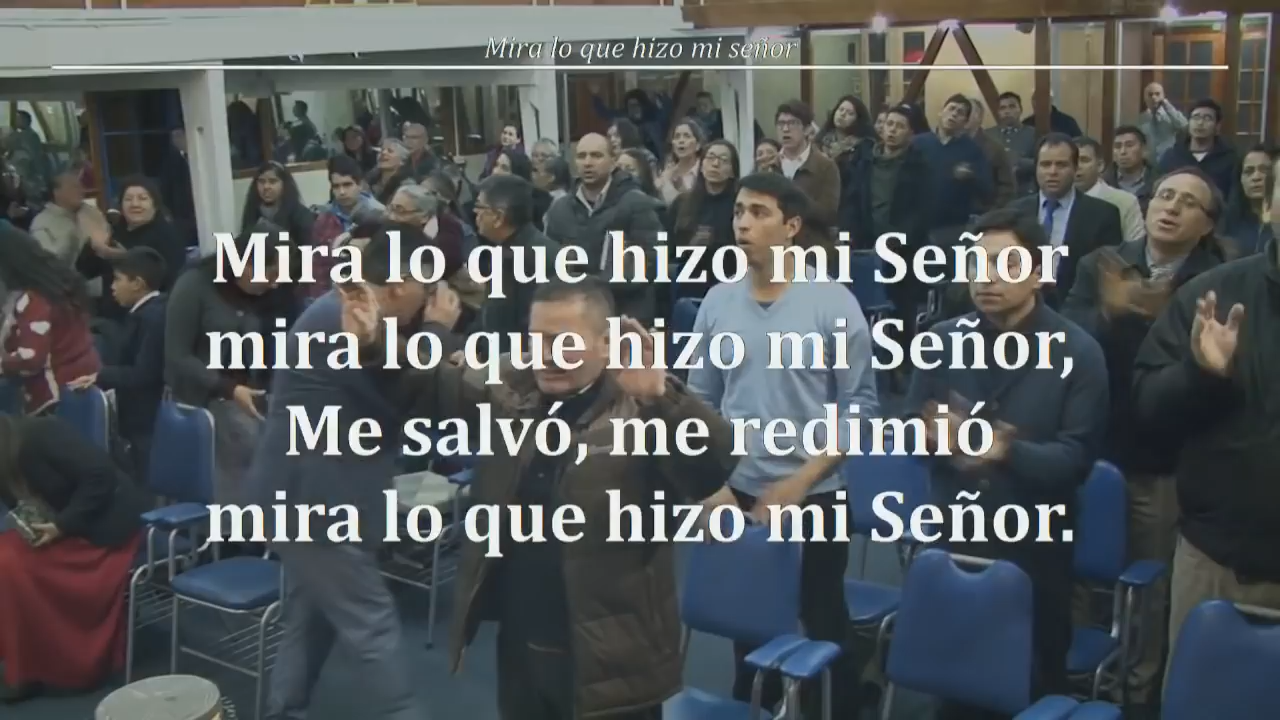 Mira lo que hizo mi señor
Mira lo que hizo mi Señor
mira lo que hizo mi Señor,
Me salvó, me redimió
mira lo que hizo mi Señor.